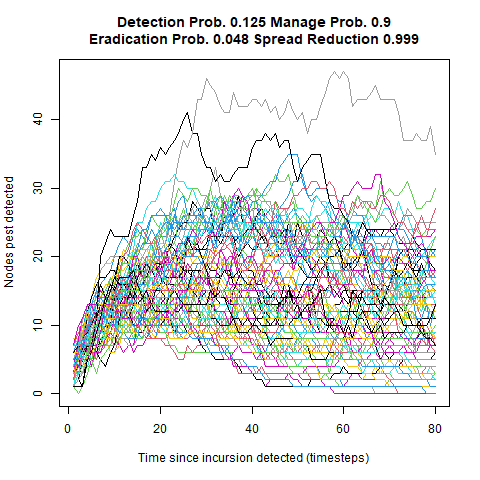 Detection Prob. 0.125 Manage Prob. 0.9
Eradication Prob. 0.048 Spread Reduction 0.999
Nodes pest detected
40
30
20
10
0
0 20 40 60 80
Time since incursion detected (timesteps)